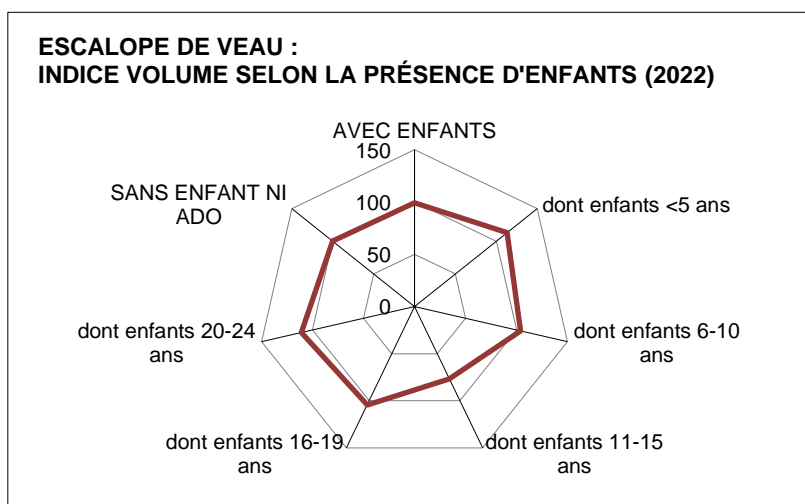 ESCALOPE DE VEAU :
INDICE VOLUME SELON LA PRÉSENCE D'ENFANTS (2022)
AVEC ENFANTS
150
100
50
0
dont enfants <5 ans
dont enfants 6-10
ans
dont enfants 11-15
ans
dont enfants 16-19
ans
dont enfants 20-24
ans
SANS ENFANT NI
ADO